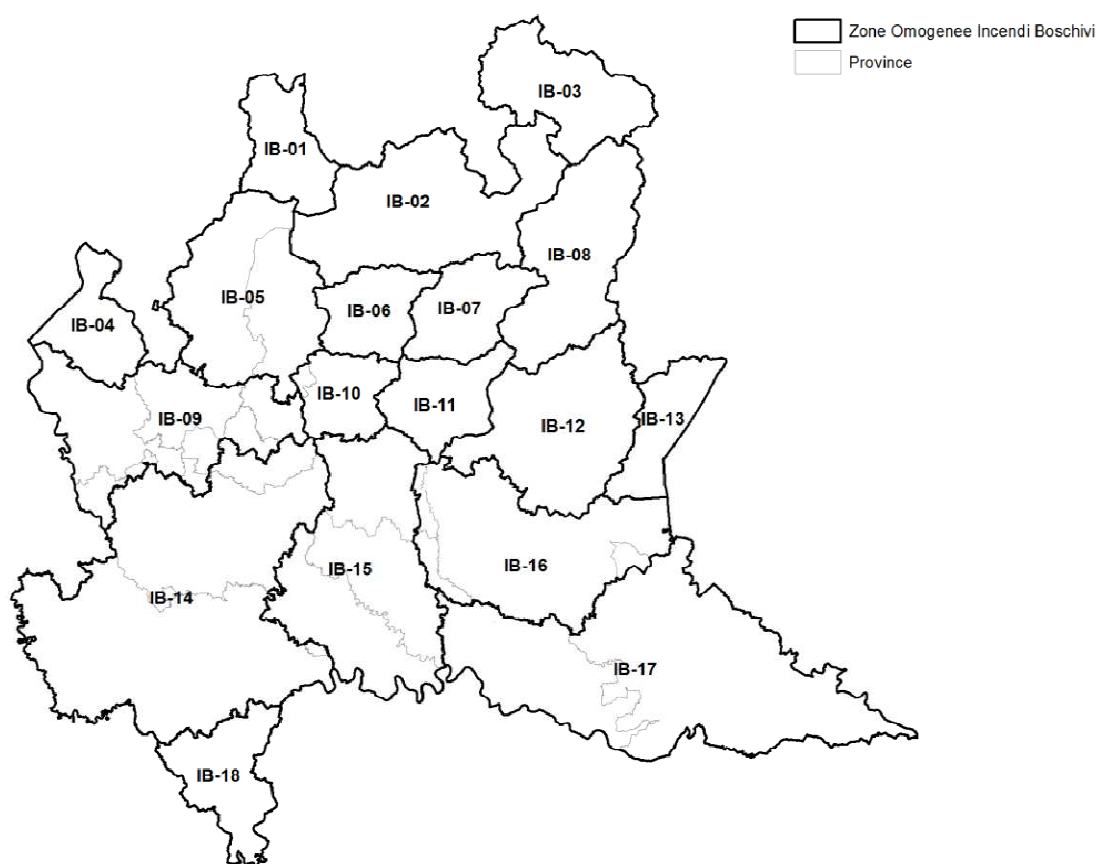 Zone Omogenee Incendi Boschivi
Province
IB-03
IB-01
IB-02
IB-08
IB-05
IB-07
IB-06
IB-04
IB-10
IB-11
IB-09
IB-13
IB-12
IB-16
IB-15
IB-14
IB-17
IB-18